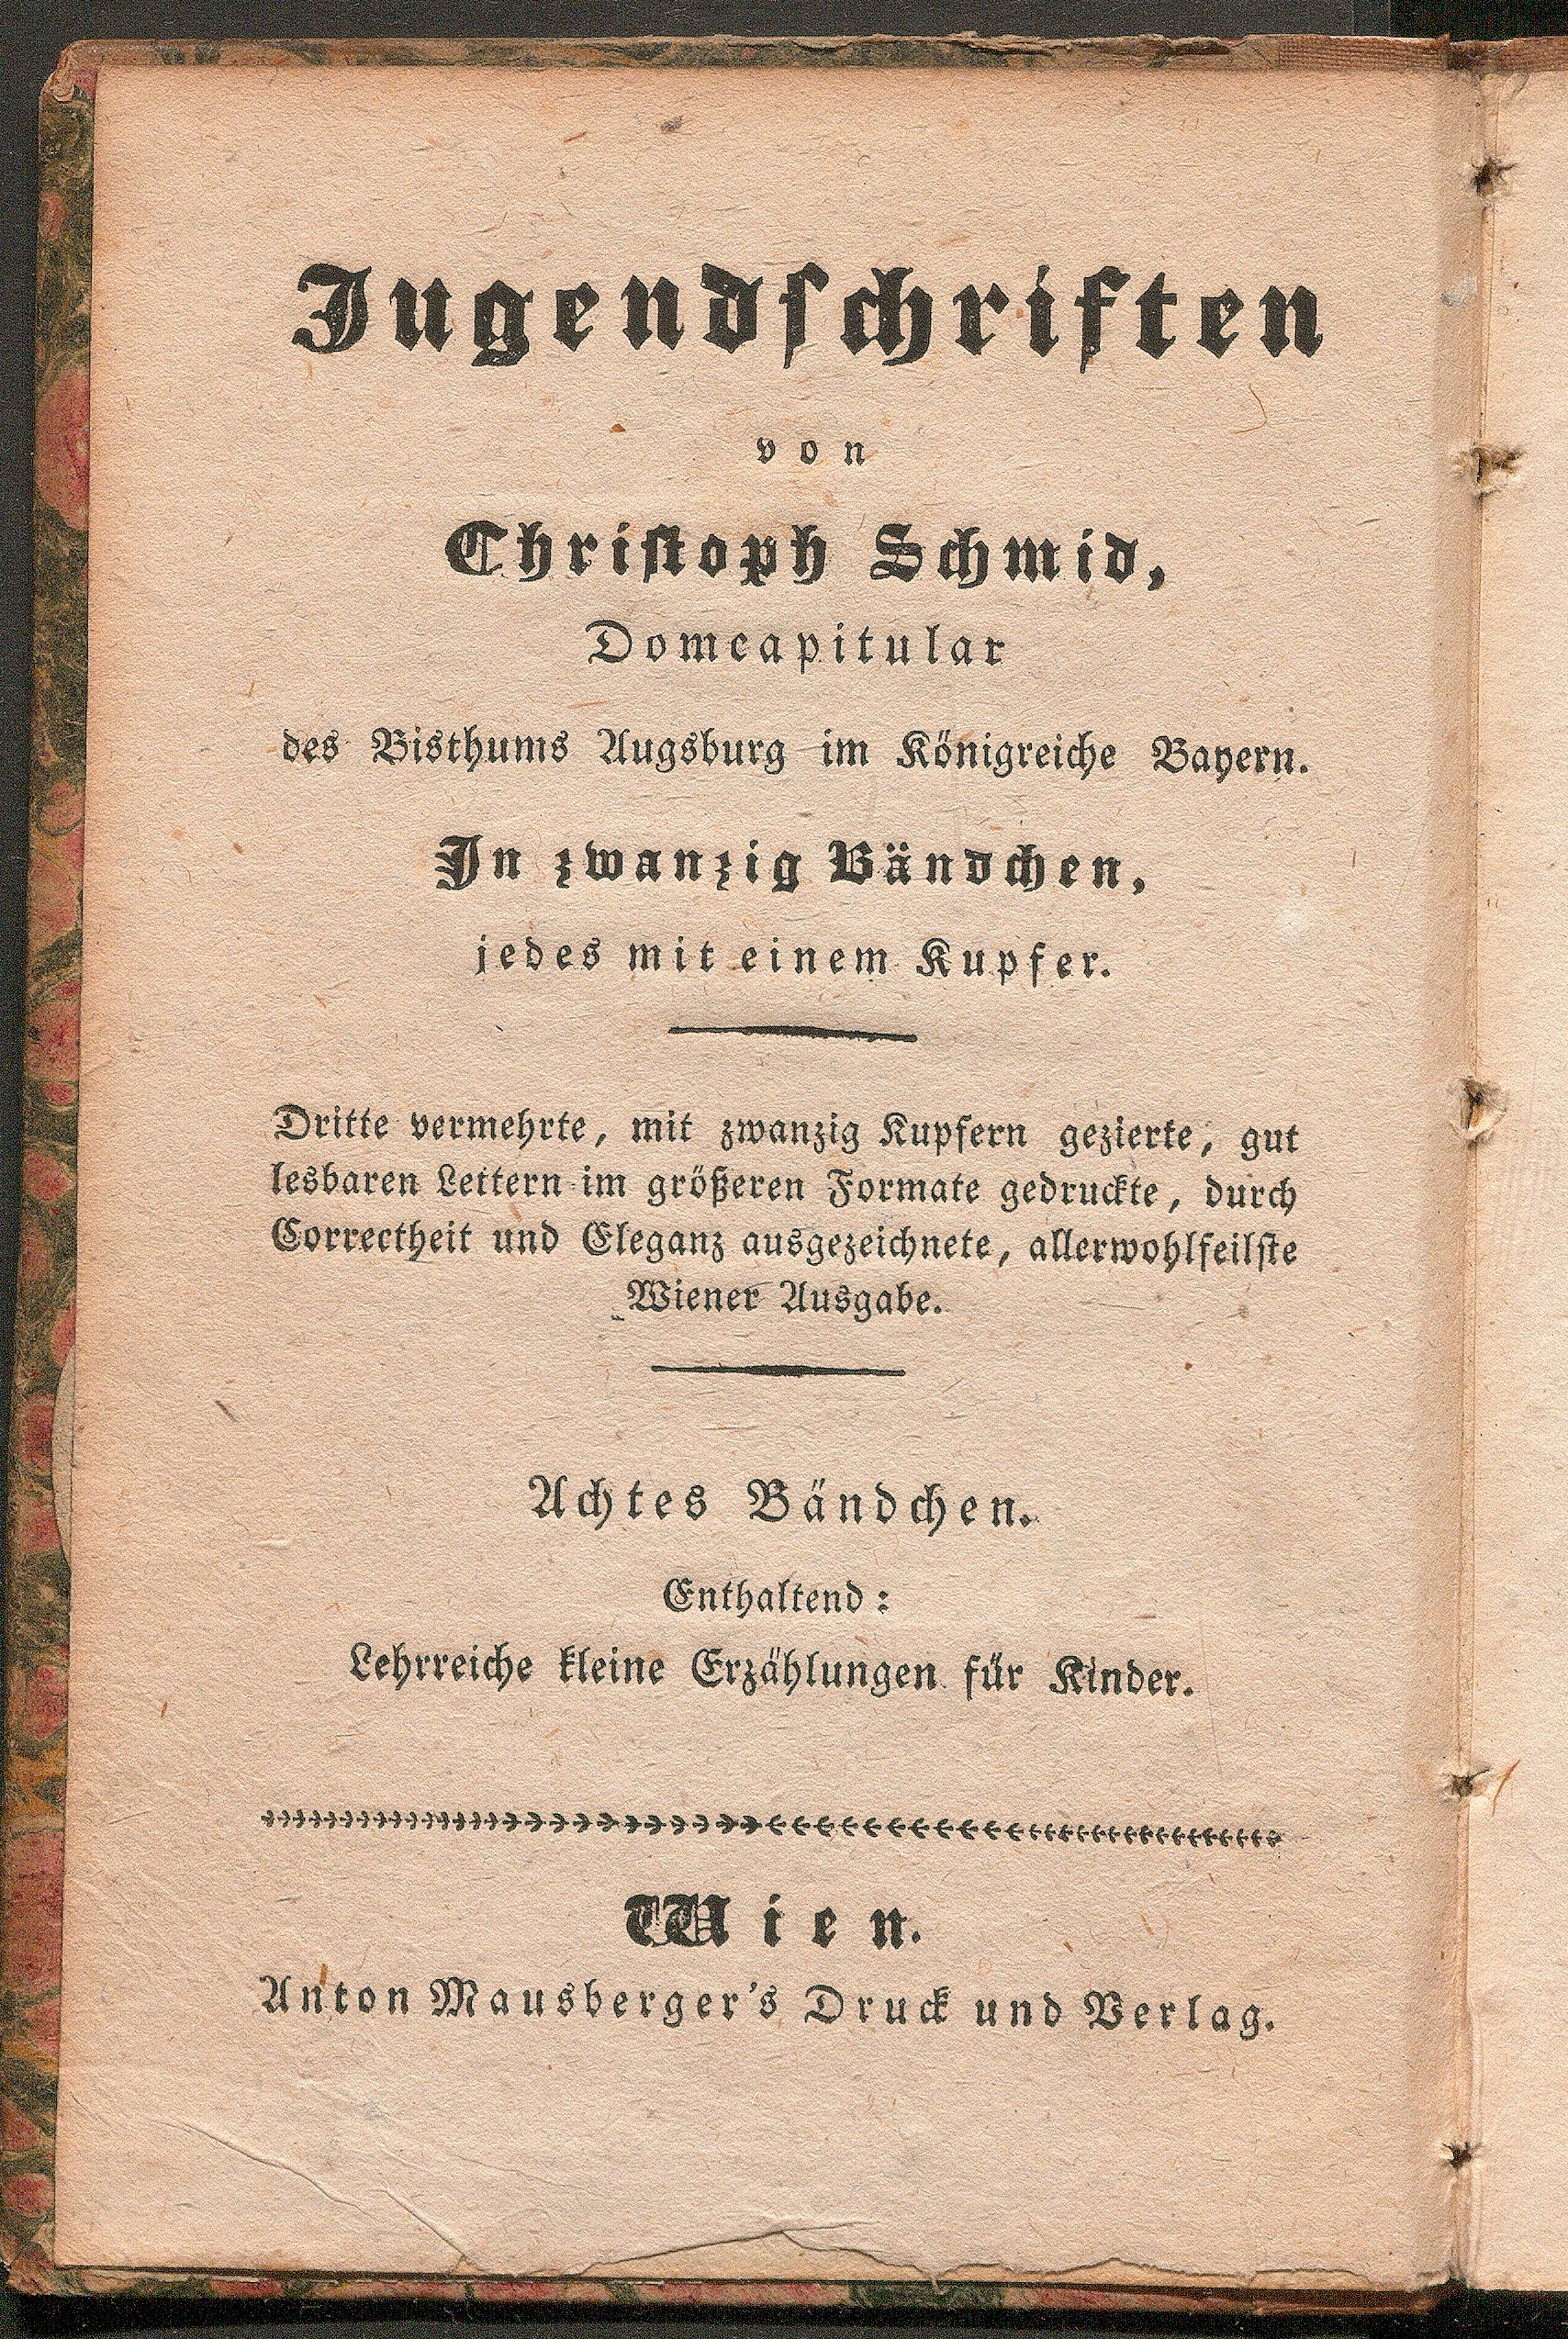 Jugendschriften
von
Christoph Schmid,
Domcapitular
des Bisthums Augsburg im Königreiche Bayern.
In zwanzig Bändchen,
jedes mit einem Kupfer.
Dritte vermehrte, mit zwanzig Kupfern gezierte, gut
lesbaren Lettern im größeren Formate gedruckte, durch
Correctheit und Eleganz ausgezeichnete, allerwohlfeilste
Wiener Ausgabe.
Achtes Bändchen.
Enthaltend:
Lehrreiche kleine Erzählungen für Kinder.
Wien.
Anton Mausberger's Druck und Verlag.